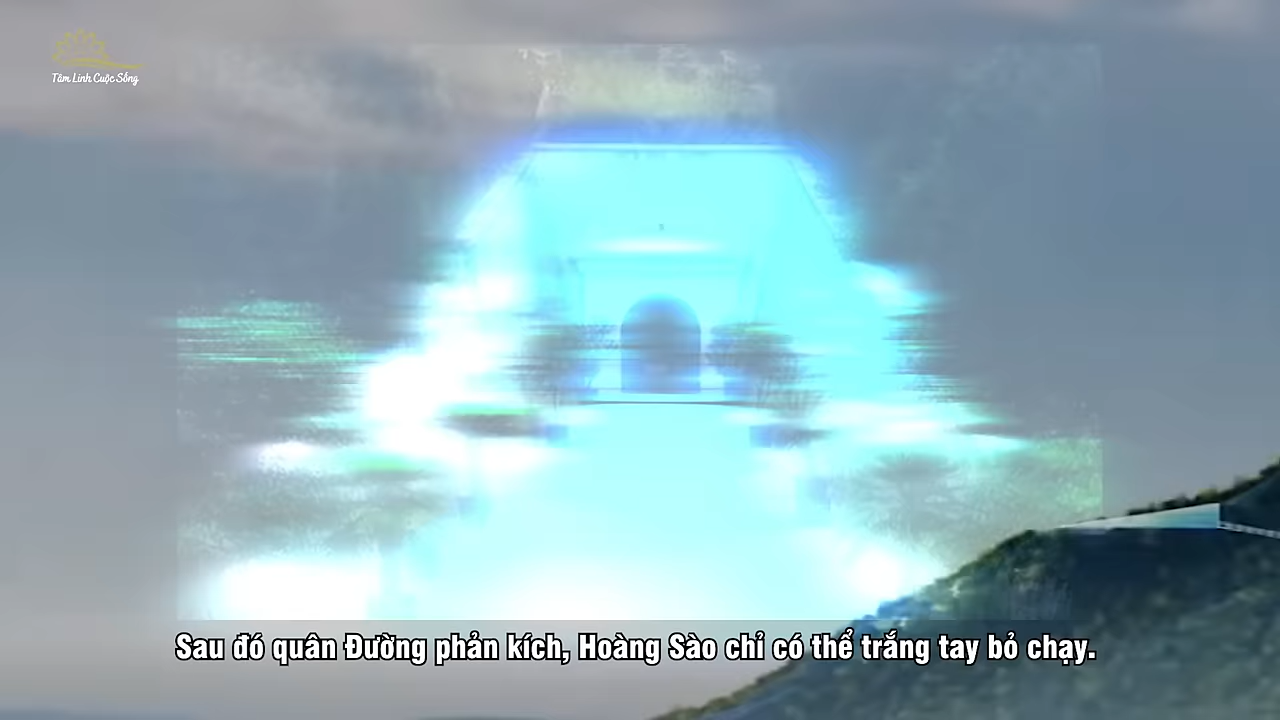 Tâm Linh Cuộc Sống
Sau đó quân Đường phản kích, Hoàng Sào chỉ có thể trắng tay bỏ chạy.